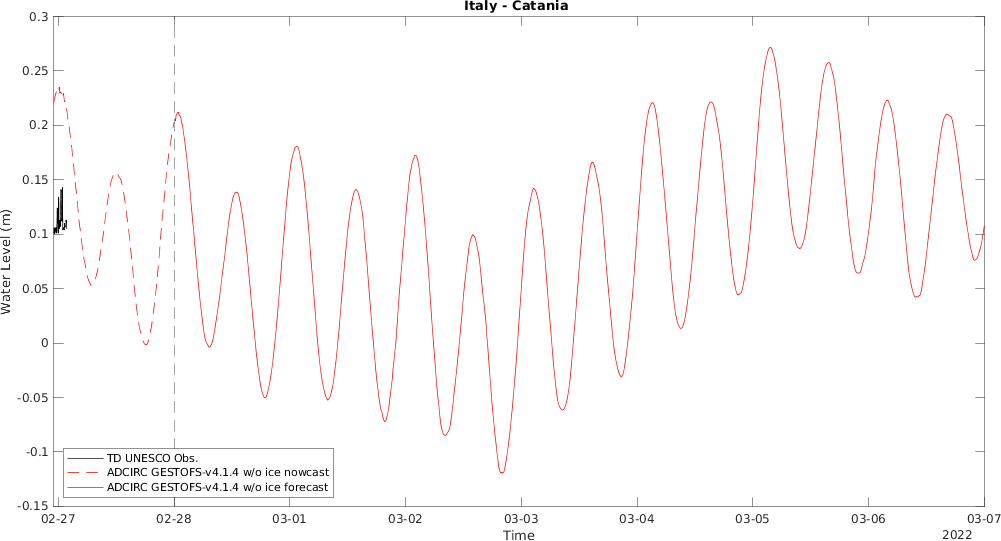 Italy - Catania
0.3
0.25
0.2
0.15
0.1
0.05
0
-0.05
-0.1
-0.15
Water Level (m)
TD UNESCO Obs.
ADCIRC GESTOFS-v4.1.4 w/o ice nowcast
ADCIRC GESTOFS-v4.1.4 w/o ice forecast
02-27 02-28 03-01 03-02 03-03 03-04 03-05 03-06 03-07
Time
2022